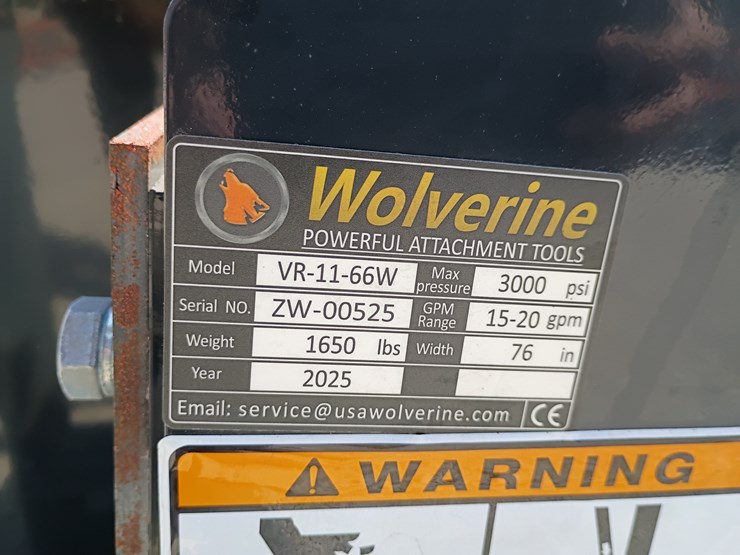 Wolverine
POWERFUL ATTACHMENT TOOLS
Model VR-11-66W Max pressure 3000 psi
Serial NO. ZW-00525 GPM Range 15-20 gpm
Weight 1650 lbs Width 76 in
Year 2025
Email: service@usawolverine.com CE
WARNING